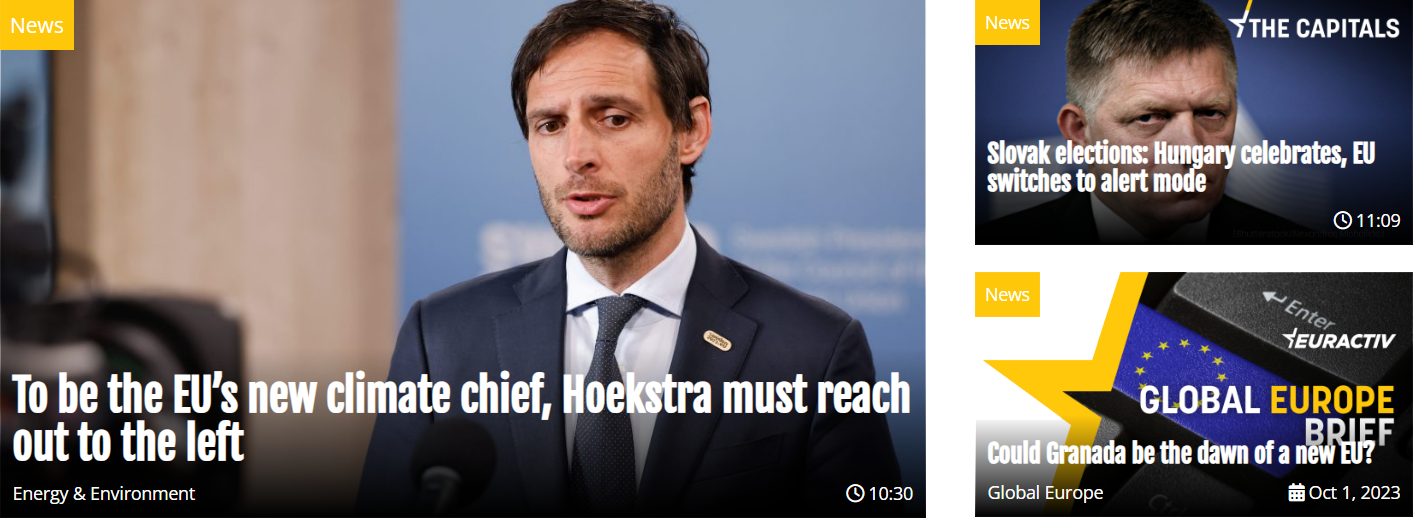 News
To be the EU’s new climate chief, Hoekstra must reach
out to the left
Energy & Environment
10:30
News
THE CAPITALS
Slovak elections: Hungary celebrates, EU
switches to alert mode
11:09
News
Enter
EURACTIV
GLOBAL EUROPE
BRIEF
Could Granada be the dawn of a new EU?
Global Europe
Oct 1, 2023